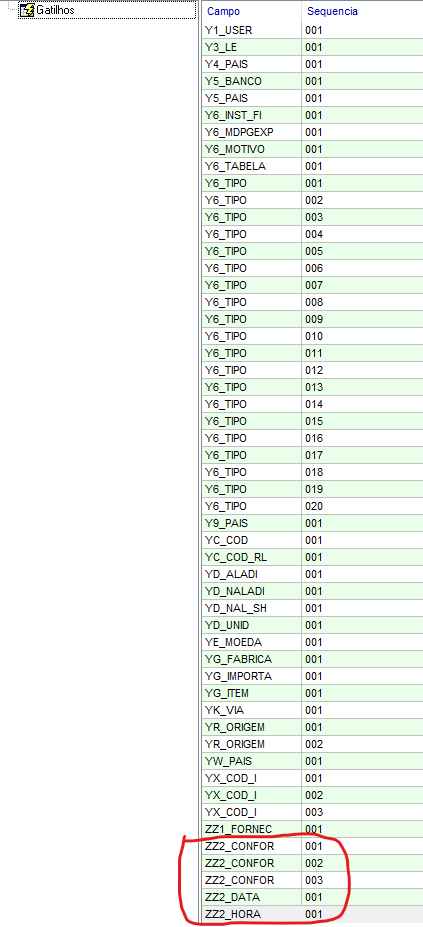 Gatilhos
Campo Sequencia
Y1_USER 001
Y3_LE 001
Y4_PAIS 001
Y5_BANCO 001
Y5_PAIS 001
Y6_INST_FI 001
Y6_MDPGEXP 001
Y6_MOTIVO 001
Y6_TABELA 001
Y6_TIPO 001
Y6_TIPO 002
Y6_TIPO 003
Y6_TIPO 004
Y6_TIPO 005
Y6_TIPO 006
Y6_TIPO 007
Y6_TIPO 008
Y6_TIPO 009
Y6_TIPO 010
Y6_TIPO 011
Y6_TIPO 012
Y6_TIPO 013
Y6_TIPO 014
Y6_TIPO 015
Y6_TIPO 016
Y6_TIPO 017
Y6_TIPO 018
Y6_TIPO 019
Y6_TIPO 020
Y9_PAIS 001
YC_COD 001
YC_COD_RL 001
YD_ALADI 001
YD_NALADI 001
YD_NAL_SH 001
YD_UNID 001
YE_MOEDA 001
YG_FABRICA 001
YG_IMPORTA 001
YG_ITEM 001
YK_VIA 001
YR_ORIGEM 001
YR_ORIGEM 002
YW_PAIS 001
YX_COD_I 001
YX_COD_I 002
YX_COD_I 003
ZZ1_FORNEC 001
ZZ2_CONFOR 001
ZZ2_CONFOR 002
ZZ2_CONFOR 003
ZZ2_DATA 001
ZZ2_HORA 001